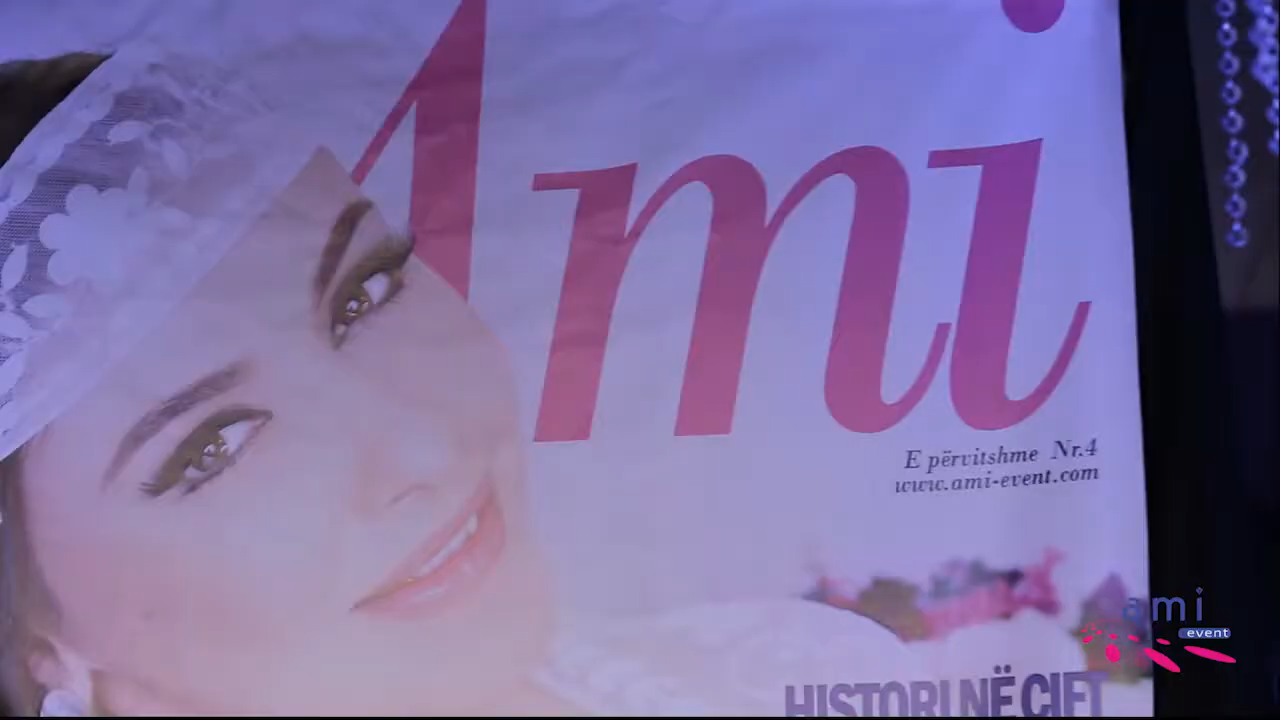 Ami
E përvitshme Nr.4
www.ami-event.com
ami
event
HISTORI NË ÇIFT